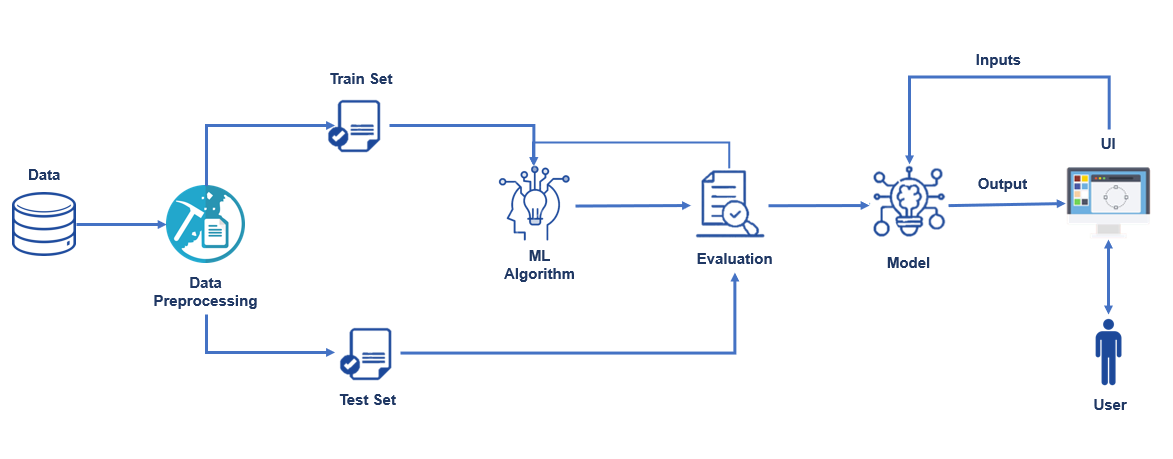 Data
Data
Preprocessing
Train Set
Test Set
ML
Algorithm
Evaluation
Model
Inputs
Output
UI
User